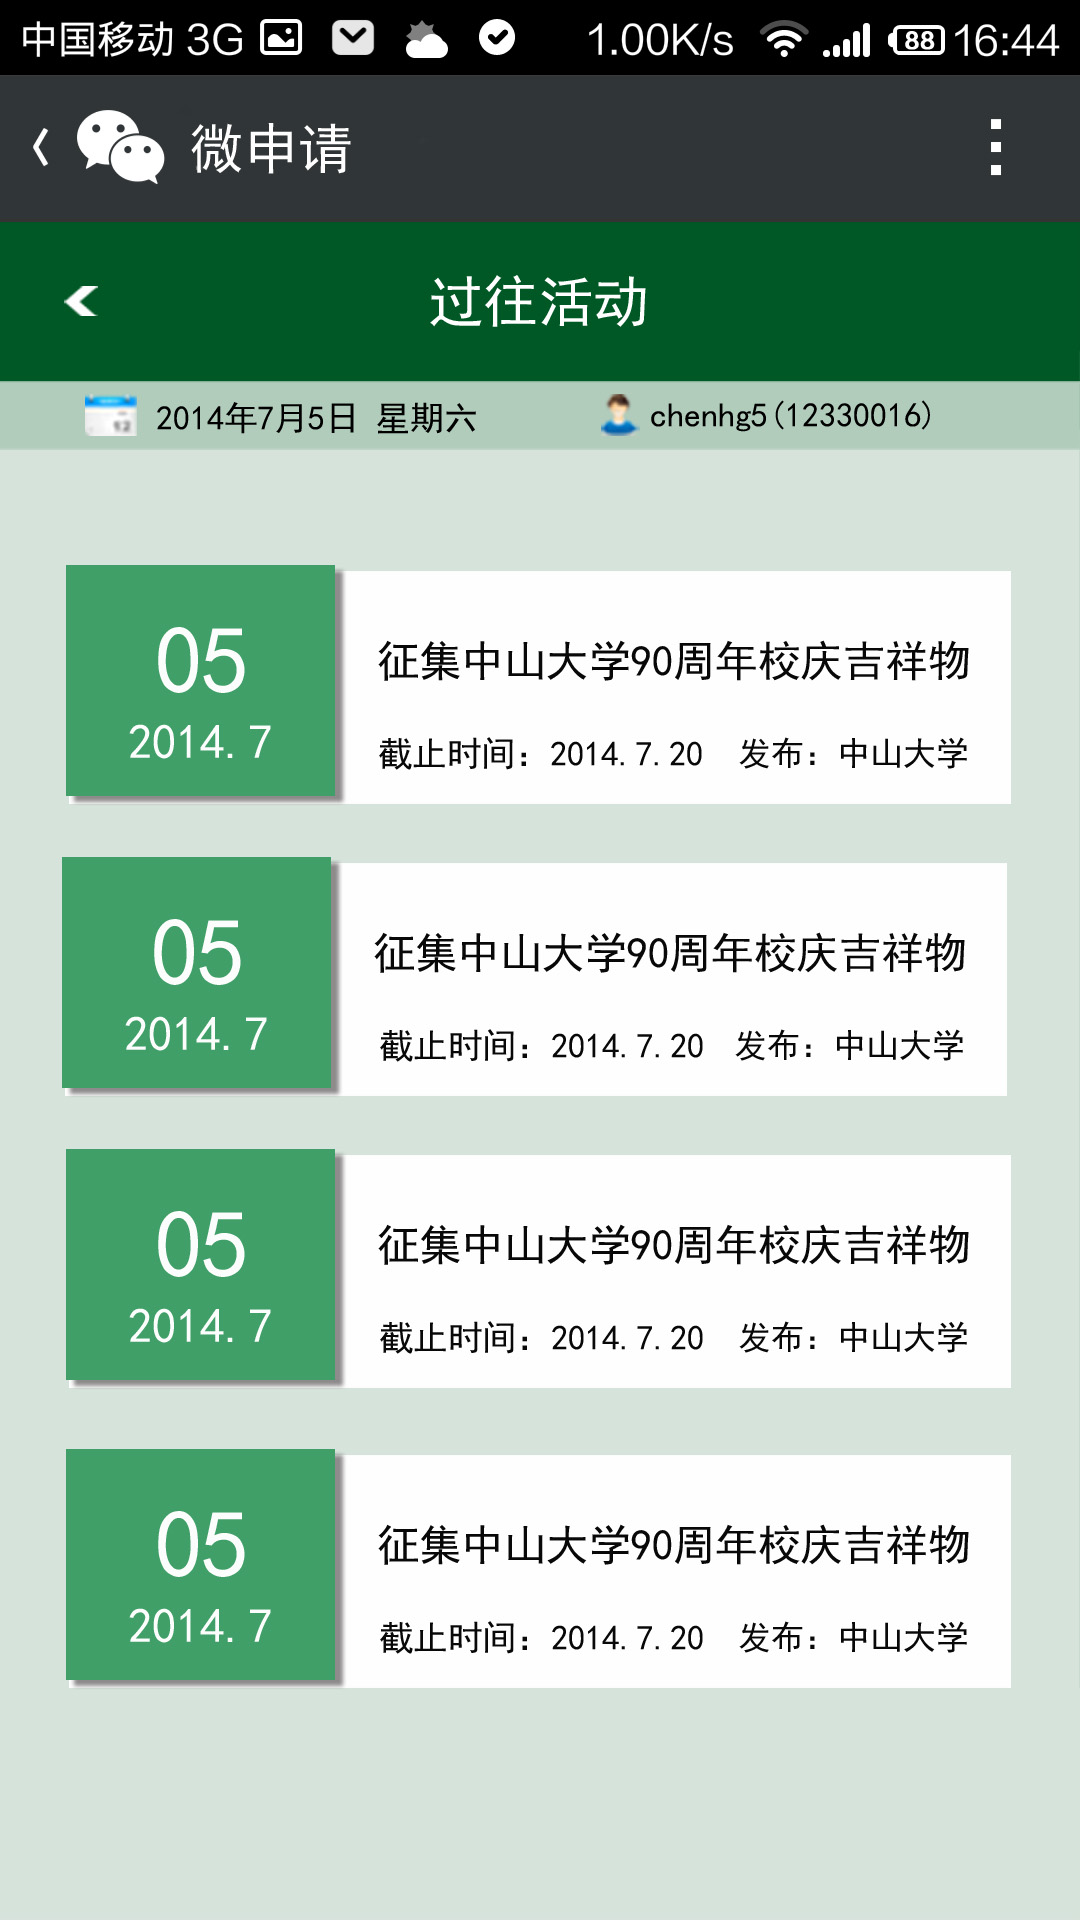 中国移动 3G 1.00K/s 88 16:44
微申请
过往活动
2014年7月5日 星期六 chenhg5(12330016)
05
2014.7
征集中山大学90周年校庆吉祥物
截止时间：2014.7.20 发布：中山大学
05
2014.7
征集中山大学90周年校庆吉祥物
截止时间：2014.7.20 发布：中山大学
05
2014.7
征集中山大学90周年校庆吉祥物
截止时间：2014.7.20 发布：中山大学
05
2014.7
征集中山大学90周年校庆吉祥物
截止时间：2014.7.20 发布：中山大学